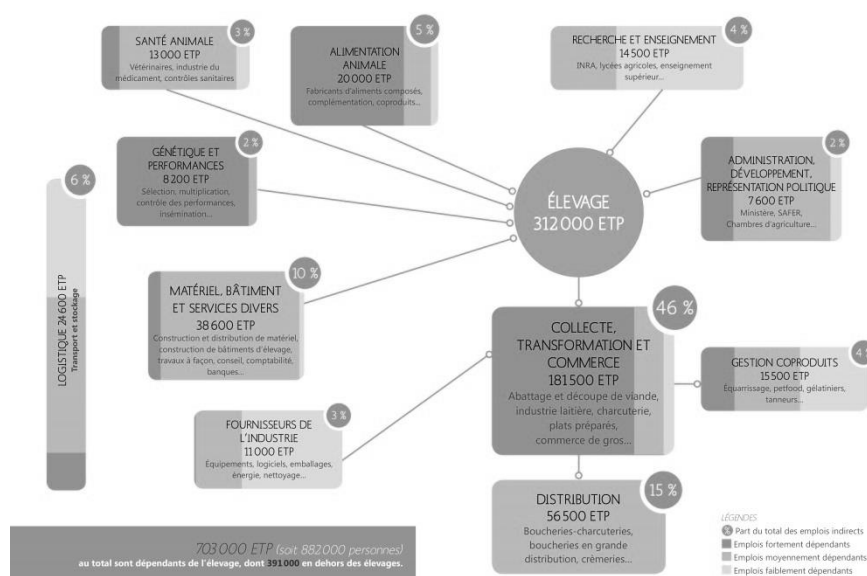 SANTÉ ANIMALE
13 000 ETP
Vétérinaires, industrie du
médicament, contrôles sanitaires
3 %
ALIMENTATION
ANIMALE
20 000 ETP
Fabricants d'aliments composés,
complémentation, coproduits...
5 %
RECHERCHE ET ENSEIGNEMENT
14 500 ETP
INRA, lycées agricoles, enseignement
supérieur...
4 %
GÉNÉTIQUE ET
PERFORMANCES
8 200 ETP
Sélection, multiplication,
contrôle des performances,
insémination...
2 %
ÉLEVAGE
312 000 ETP
ADMINISTRATION,
DÉVELOPPEMENT,
REPRÉSENTATION POLITIQUE
7 600 ETP
Ministère, SAFER,
Chambres d'agriculture...
2 %
6 %
LOGISTIQUE 24 600 ETP
Transport et stockage
MATÉRIEL, BÂTIMENT
ET SERVICES DIVERS
38 600 ETP
Construction et distribution de matériel,
construction de bâtiments d'élevage,
travaux à façon, conseil, comptabilité,
banques...
10 %
COLLECTE,
TRANSFORMATION ET
COMMERCE
181 500 ETP
Abattage et découpe de viande,
industrie laitière, charcuterie,
plats préparés,
commerce de gros...
46 %
GESTION COPRODUITS
15 500 ETP
Équarrissage, petfood, gélatiniers,
tanneurs...
4 %
FOURNISSEURS DE
L'INDUSTRIE
11 000 ETP
Équipements, logiciels, emballages,
énergie, nettoyage...
3 %
DISTRIBUTION
56 500 ETP
Boucheries-charcuteries,
boucheries en grande
distribution, crèmeries...
15 %
703 000 ETP (soit 882 000 personnes)
au total sont dépendants de l'élevage, dont 391 000 en dehors des élevages.
LÉGENDES
% Part du total des emplois indirects
Emplois fortement dépendants
Emplois moyennement dépendants
Emplois faiblement dépendants